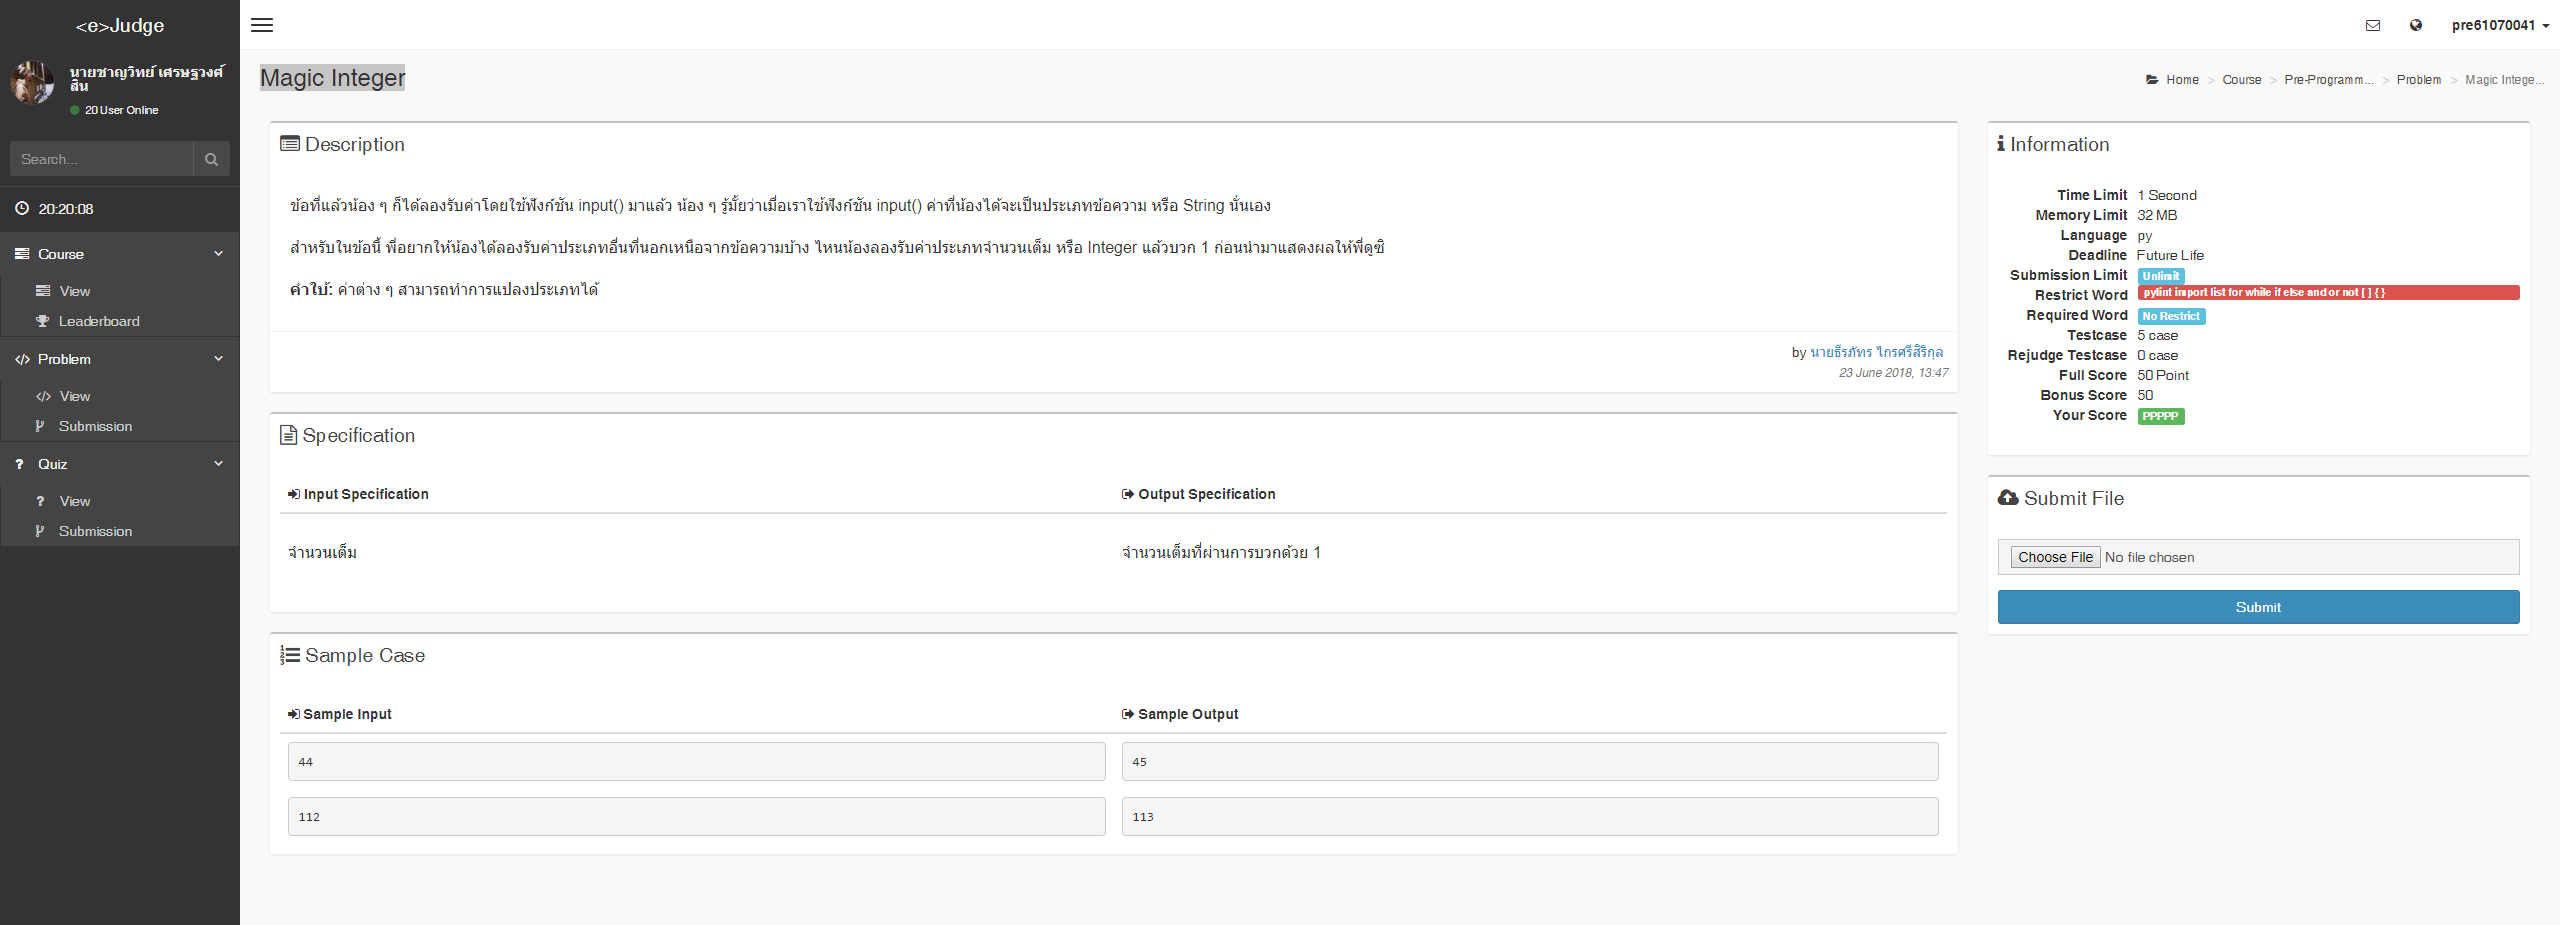 <e>Judge
pre61070041
นายชาญวิทย์ เศรษฐวงศ์
สิน
20 User Online
Search...
20:20:08
Course
View
Leaderboard
Problem
View
Submission
Quiz
View
Submission
Magic Integer
Home > Course > Pre-Programm... > Problem > Magic Intege...
Description
ข้อที่แล้วน้อง ๆ ก็ได้ลองรับค่าโดยใช้ฟังก์ชัน input() มาแล้ว น้อง ๆ รู้มั้ยว่าเมื่อเราใช้ฟังก์ชัน input() ค่าที่น้องได้จะเป็นประเภทข้อความ หรือ String นั่นเอง
สำหรับในข้อนี้ พี่อยากให้น้องได้ลองรับค่าประเภทอื่นที่นอกเหนือจากข้อความบ้าง ไหนน้องลองรับค่าประเภทจำนวนเต็ม หรือ Integer แล้วบวก 1 ก่อนนำมาแสดงผลให้พี่ดูซิ
คำใบ้: ค่าต่าง ๆ สามารถทำการแปลงประเภทได้
by นายธีรภัทร ไกรศรีสิริกุล
23 June 2018, 13:47
Specification
Input Specification
Output Specification
จำนวนเต็ม
จำนวนเต็มที่ผ่านการบวกด้วย 1
Sample Case
Sample Input
Sample Output
44
45
112
113
Information
Time Limit 1 Second
Memory Limit 32 MB
Language py
Deadline Future Life
Submission Limit Unlimit
Restrict Word pylint import list for while if else and or not [ ] { }
Required Word No Restrict
Testcase 5 case
Rejudge Testcase 0 case
Full Score 50 Point
Bonus Score 50
Your Score PPPPP
Submit File
Choose File No file chosen
Submit